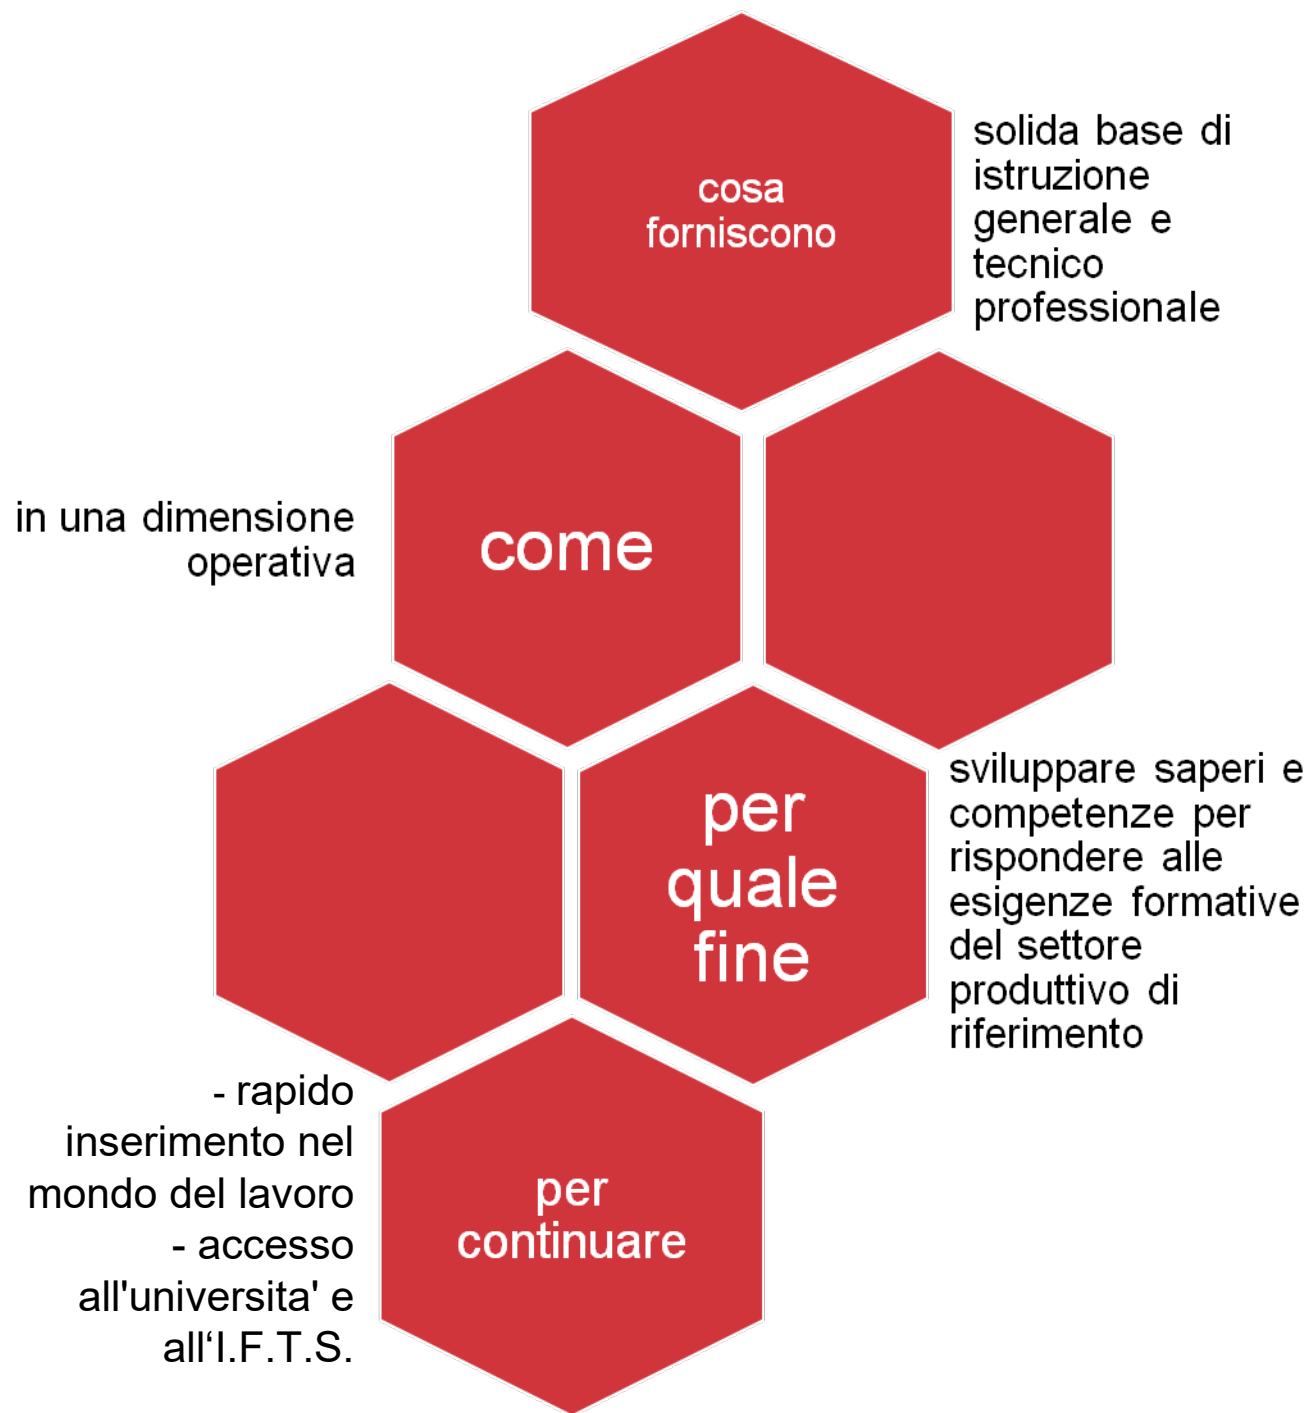 cosa
forniscono
solida base di
istruzione
generale e
tecnico
professionale
in una dimensione
operativa
come
per
quale
fine
sviluppare saperi e
competenze per
rispondere alle
esigenze formative
del settore
produttivo di
riferimento
- rapido
inserimento nel
mondo del lavoro
- accesso
all'universita' e
all‘I.F.T.S.
per
continuare